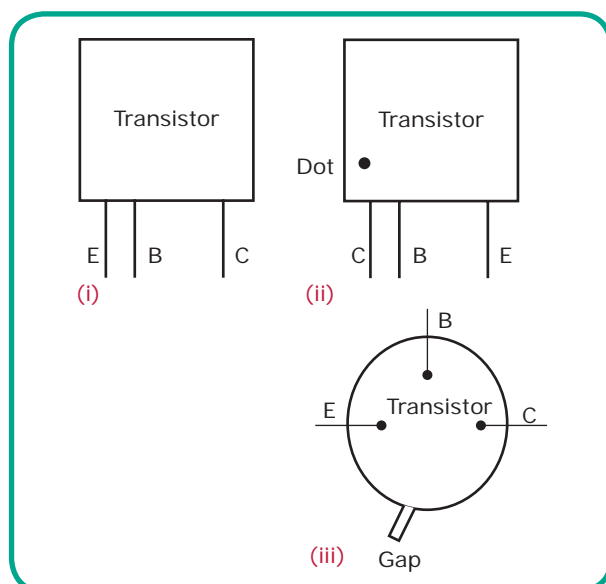 Transistor
E B C
(i)
Transistor
Dot
C B E
(ii)
B
E Transistor C
(iii) Gap